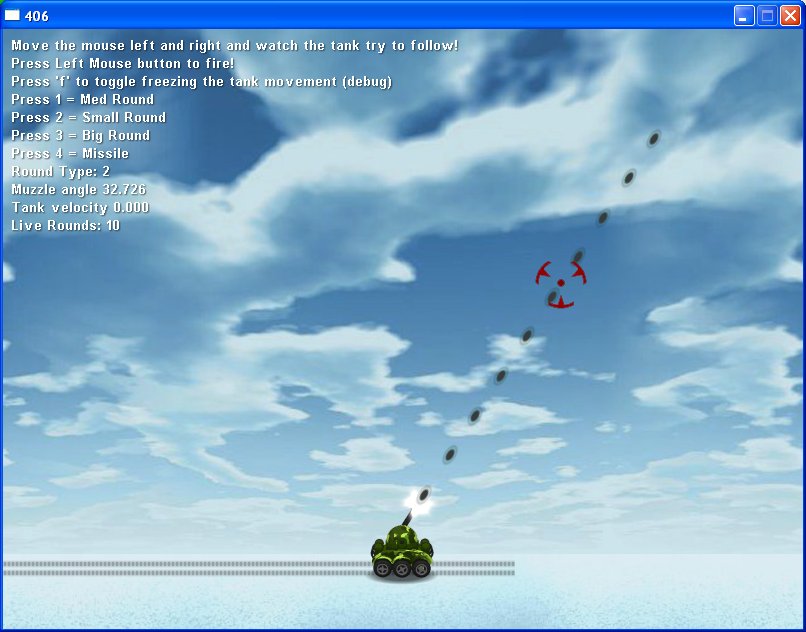 406
Move the mouse left and right and watch the tank try to follow!
Press Left Mouse button to fire!
Press 'f' to toggle freezing the tank movement (debug)
Press 1 = Med Round
Press 2 = Small Round
Press 3 = Big Round
Press 4 = Missile
Round Type: 2
Muzzle angle 32.726
Tank velocity 0.000
Live Rounds: 10